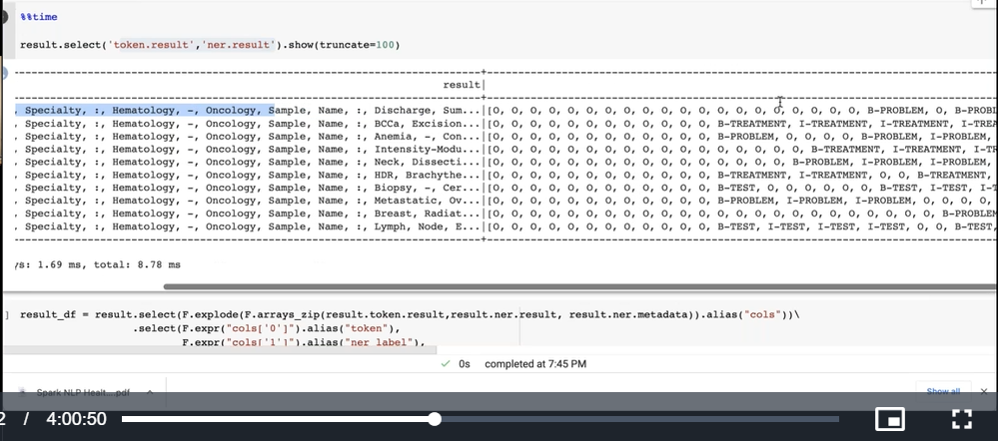 %%time
result.select('token.result','ner.result').show(truncate=100)
----------------------------------------------------------------------+----------------------------------------------------------------------------
result|
----------------------------------------------------------------------+----------------------------------------------------------------------------
, Specialty, :, Hematology, -, Oncology, Sample, Name, :, Discharge, Sum...|[O, O, O, O, O, O, O, O, O, O, O, O, O, O, O, O, O, O, O, B-PROBLEM, O, B-PROBL
, Specialty, :, Hematology, -, Oncology, Sample, Name, :, BCCa, Excision...|[O, O, O, O, O, O, O, O, O, O, O, B-TREATMENT, I-TREATMENT, I-TREATMENT, I-TREA
, Specialty, :, Hematology, -, Oncology, Sample, Name, :, Anemia, -, Con...|[O, O, O, O, O, O, O, O, O, O, O, B-PROBLEM, O, O, O, O, B-PROBLEM, I-PROBLEM,
, Specialty, :, Hematology, -, Oncology, Sample, Name, :, Intensity-Modu...|[O, O, O, O, O, O, O, O, O, O, O, O, O, O, O, B-TREATMENT, I-TREATMENT, I-TR
, Specialty, :, Hematology, -, Oncology, Sample, Name, :, Neck, Dissecti...|[O, O, O, O, O, O, O, O, O, O, O, O, O, O, B-PROBLEM, I-PROBLEM, I-PROBLEM,
, Specialty, :, Hematology, -, Oncology, Sample, Name, :, HDR, Brachythe...|[O, O, O, O, O, O, O, O, O, O, O, B-TREATMENT, O, O, B-TREATMENT, I-TREATMENT,
, Specialty, :, Hematology, -, Oncology, Sample, Name, :, Biopsy, -, Cer...|[O, O, O, O, O, O, O, O, O, O, O, B-TEST, O, O, O, O, O, B-TEST, I-TEST, I-T
, Specialty, :, Hematology, -, Oncology, Sample, Name, :, Metastatic, Ov...|[O, O, O, O, O, O, O, O, O, O, O, B-PROBLEM, I-PROBLEM, I-PROBLEM, O, O, O, O,
, Specialty, :, Hematology, -, Oncology, Sample, Name, :, Breast, Radiat...|[O, O, O, O, O, O, O, O, O, O, O, O, O, O, O, O, O, O, O, O, O, O, B-PROBLEM
, Specialty, :, Hematology, -, Oncology, Sample, Name, :, Lymph, Node, E...|[O, O, O, O, O, O, O, O, O, O, O, B-TEST, I-TEST, I-TEST, I-TEST, O, O, B-TEST,
----------------------------------------------------------------------+----------------------------------------------------------------------------
ys: 1.69 ms, total: 8.78 ms
] result_df = result.select(F.explode(F.arrays_zip(result.token.result,result.ner.result, result.ner.metadata)).alias("cols"))\
.select(F.expr("cols['0']").alias("token"),
F.expr("cols['1']").alias("ner_label"),
✓ 0s completed at 7:45 PM
Spark NLP Healt....pdf
Show all
2 / 4:00:50